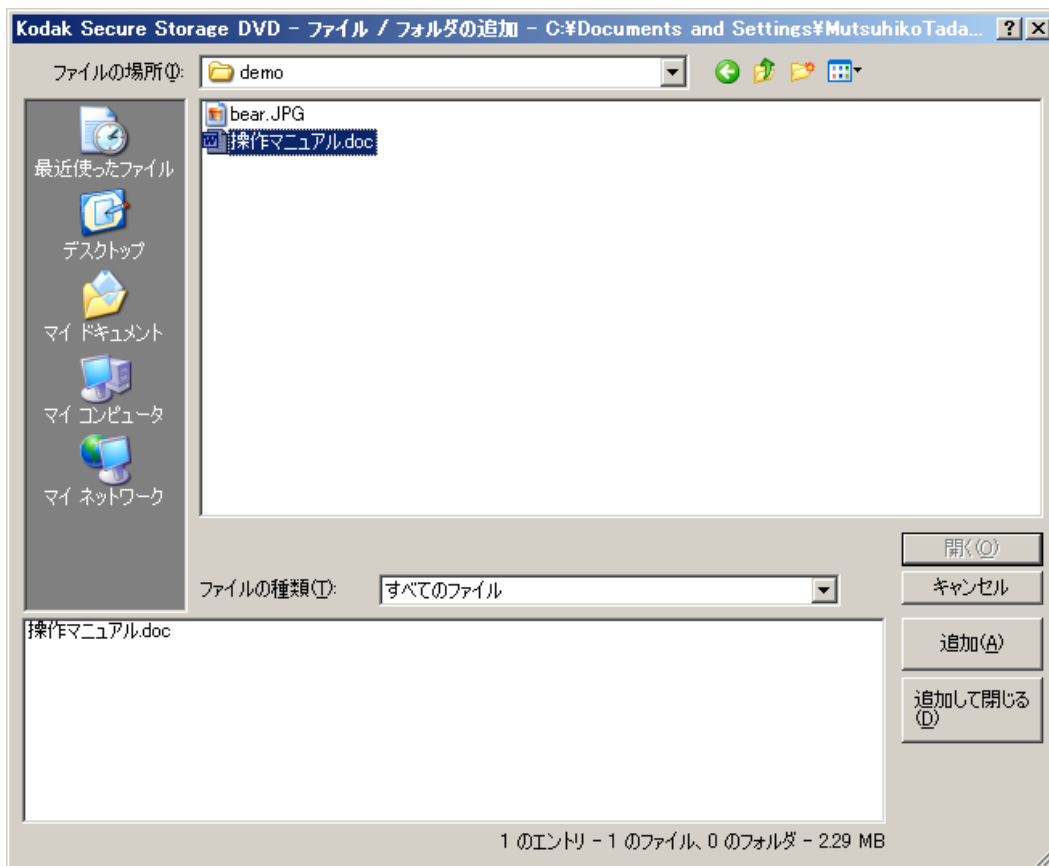 Kodak Secure Storage DVD - ファイル / フォルダの追加 - C:¥Documents and Settings¥MutsuhikoTada...
ファイルの場所(I):
demo
bear.JPG
操作マニュアル.doc
最近使ったファイル
デスクトップ
マイ ドキュメント
マイ コンピュータ
マイ ネットワーク
開く(O)
ファイルの種類(T):
すべてのファイル
キャンセル
操作マニュアル.doc
追加(A)
追加して閉じる
(D)
1 のエントリ - 1 のファイル、0 のフォルダ - 2.29 MB